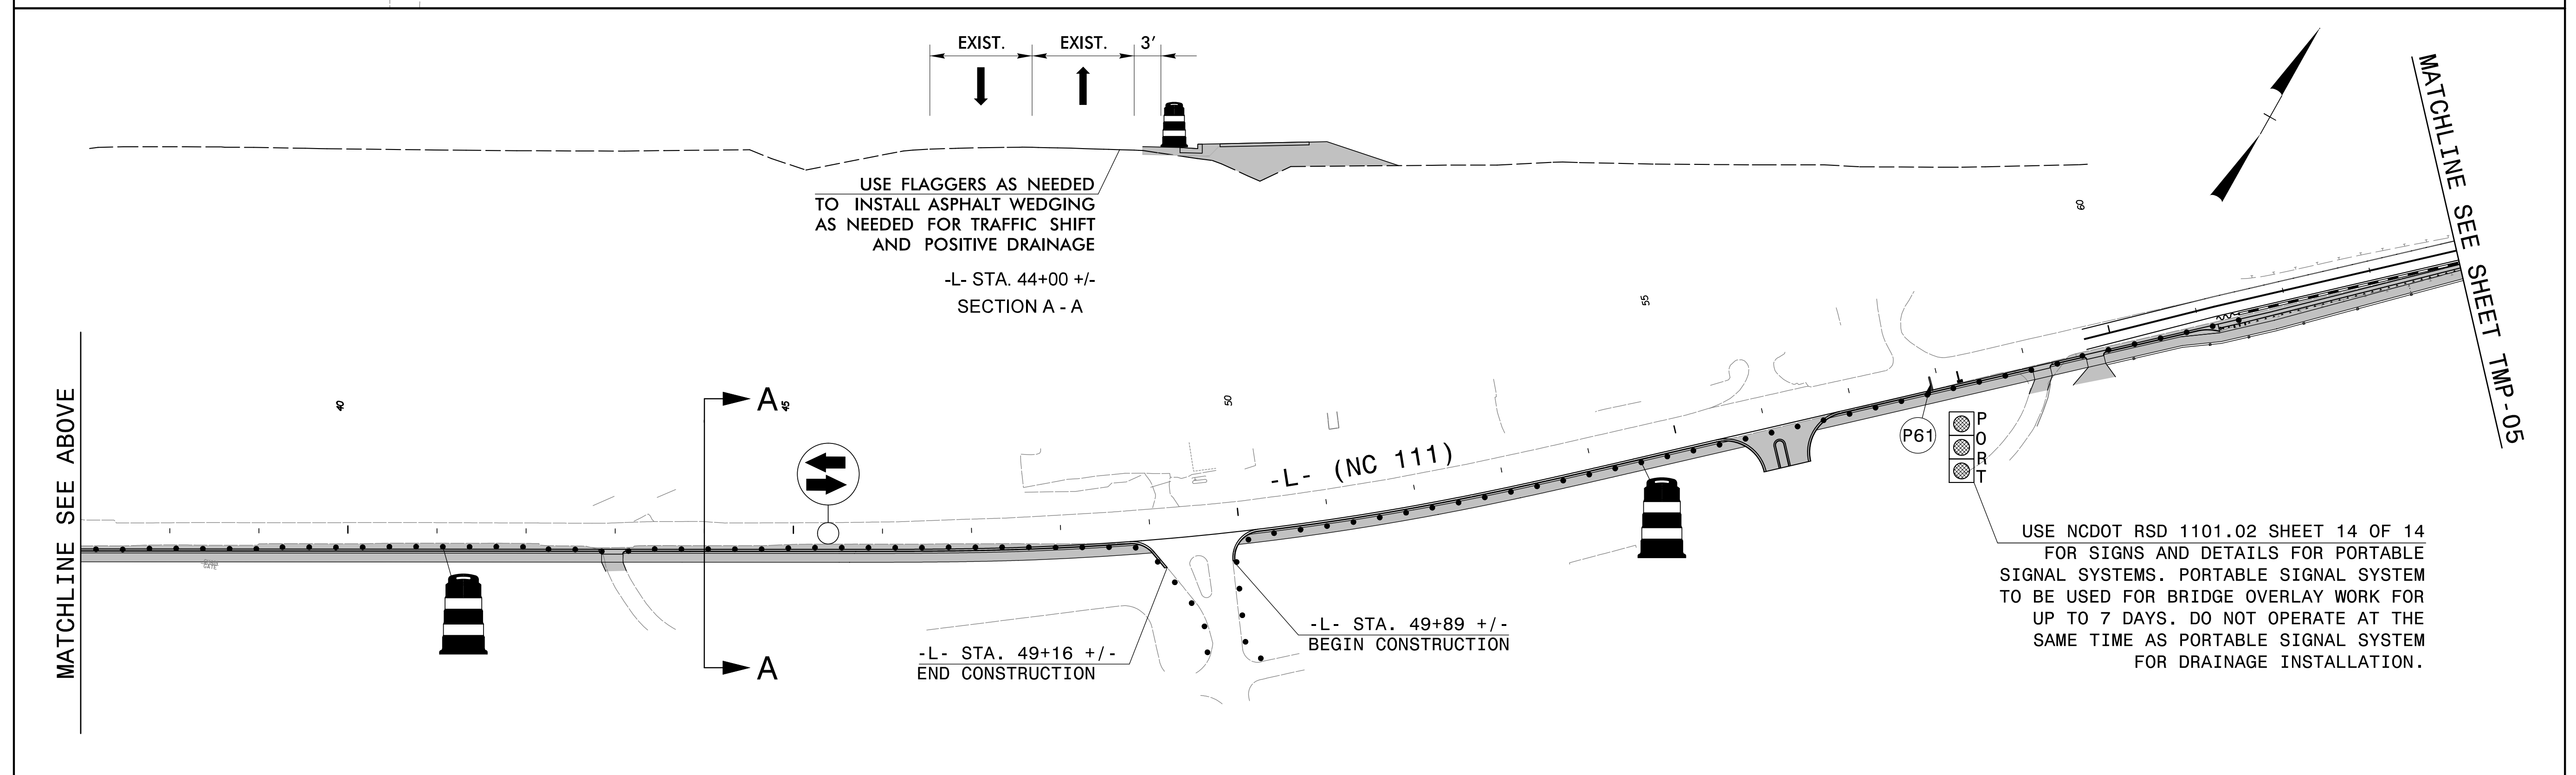 EXIST. EXIST. 3'
USE FLAGGERS AS NEEDED
TO INSTALL ASPHALT WEDGING
AS NEEDED FOR TRAFFIC SHIFT
AND POSITIVE DRAINAGE
-L- STA. 44+00 +/-
SECTION A - A
MATCHLINE SEE ABOVE
40
A
45
A
50
-L- (NC 111)
55
60
MATCHLINE SEE SHEET TMP-05
P61
PORT
-L- STA. 49+16 +/-
END CONSTRUCTION
-L- STA. 49+89 +/-
BEGIN CONSTRUCTION
USE NCDOT RSD 1101.02 SHEET 14 OF 14
FOR SIGNS AND DETAILS FOR PORTABLE
SIGNAL SYSTEMS. PORTABLE SIGNAL SYSTEM
TO BE USED FOR BRIDGE OVERLAY WORK FOR
UP TO 7 DAYS. DO NOT OPERATE AT THE
SAME TIME AS PORTABLE SIGNAL SYSTEM
FOR DRAINAGE INSTALLATION.